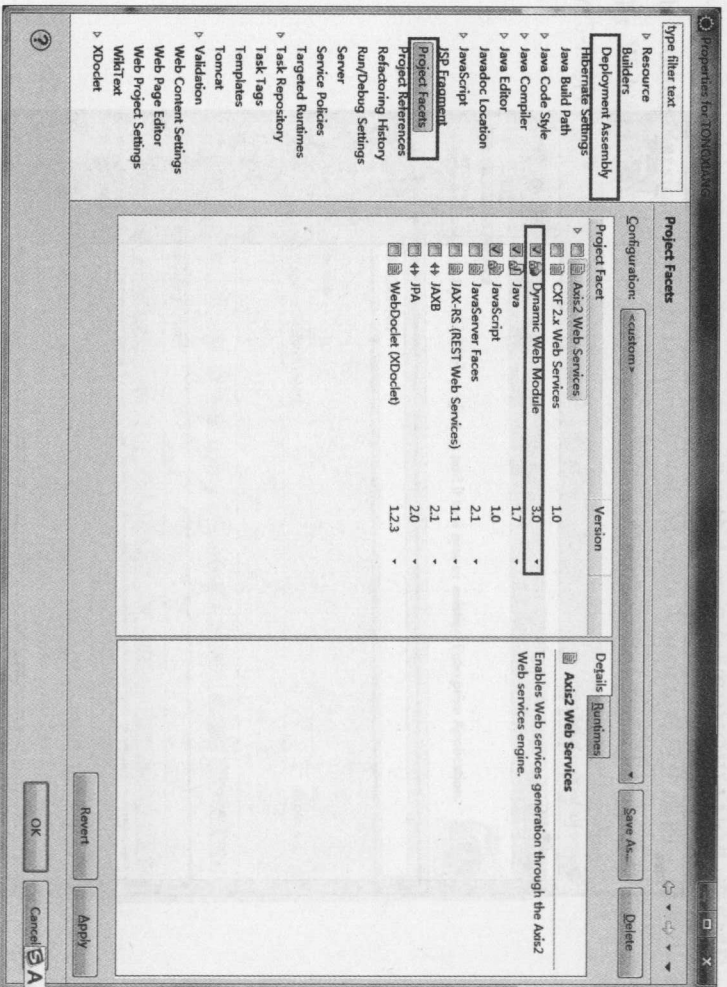 Properties for TONGXIANG
type filter text
Resource
Builders
Deployment Assembly
Hibernate Settings
Java Build Path
Java Code Style
Java Compiler
Java Editor
Javadoc Location
JavaScript
JSP Fragment
Project Facets
Project References
Refactoring History
Run/Debug Settings
Server
Service Policies
Targeted Runtimes
Task Repository
Task Tags
Templates
Tomcat
Validation
Web Content Settings
Web Page Editor
Web Project Settings
WikiText
XDoclet
Project Facets
Configuration: <custom>
Save As...
Delete
Project Facet Version
Axis2 Web Services
CXF 2.x Web Services 1.0
Dynamic Web Module 3.0
Java 1.7
JavaScript 1.0
JavaServer Faces 2.1
JAX-RS (REST Web Services) 1.1
JAXB 2.1
JPA 2.0
WebDoclet (XDoclet) 1.2.3
Details Runtimes
Axis2 Web Services
Enables Web services generation through the Axis2
Web services engine.
Revert
Apply
?
OK
Cancel
S A